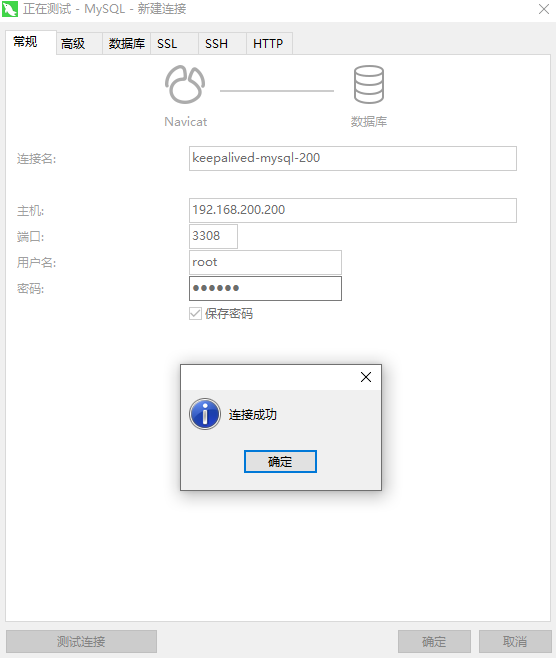 正在测试 - MySQL - 新建连接
常规 高级 数据库 SSL SSH HTTP
Navicat 数据库
连接名: keepalived-mysql-200
主机: 192.168.200.200
端口: 3308
用户名: root
密码: ●●●●●●
保存密码
连接成功
确定
测试连接 确定 取消